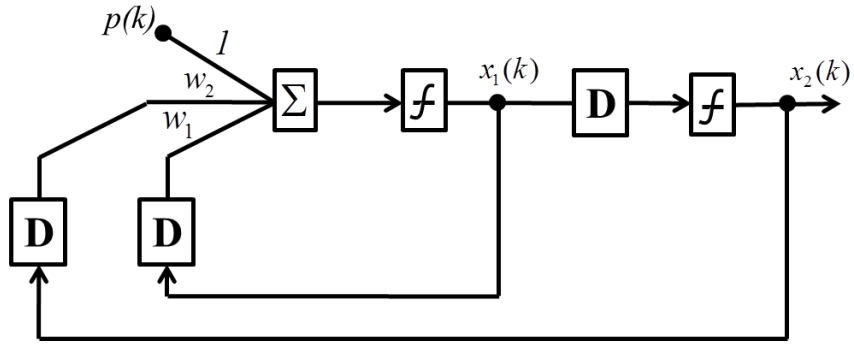 p(k)
1
w₂
w₁
Σ
f
x₁(k)
D
f
x₂(k)
D
D